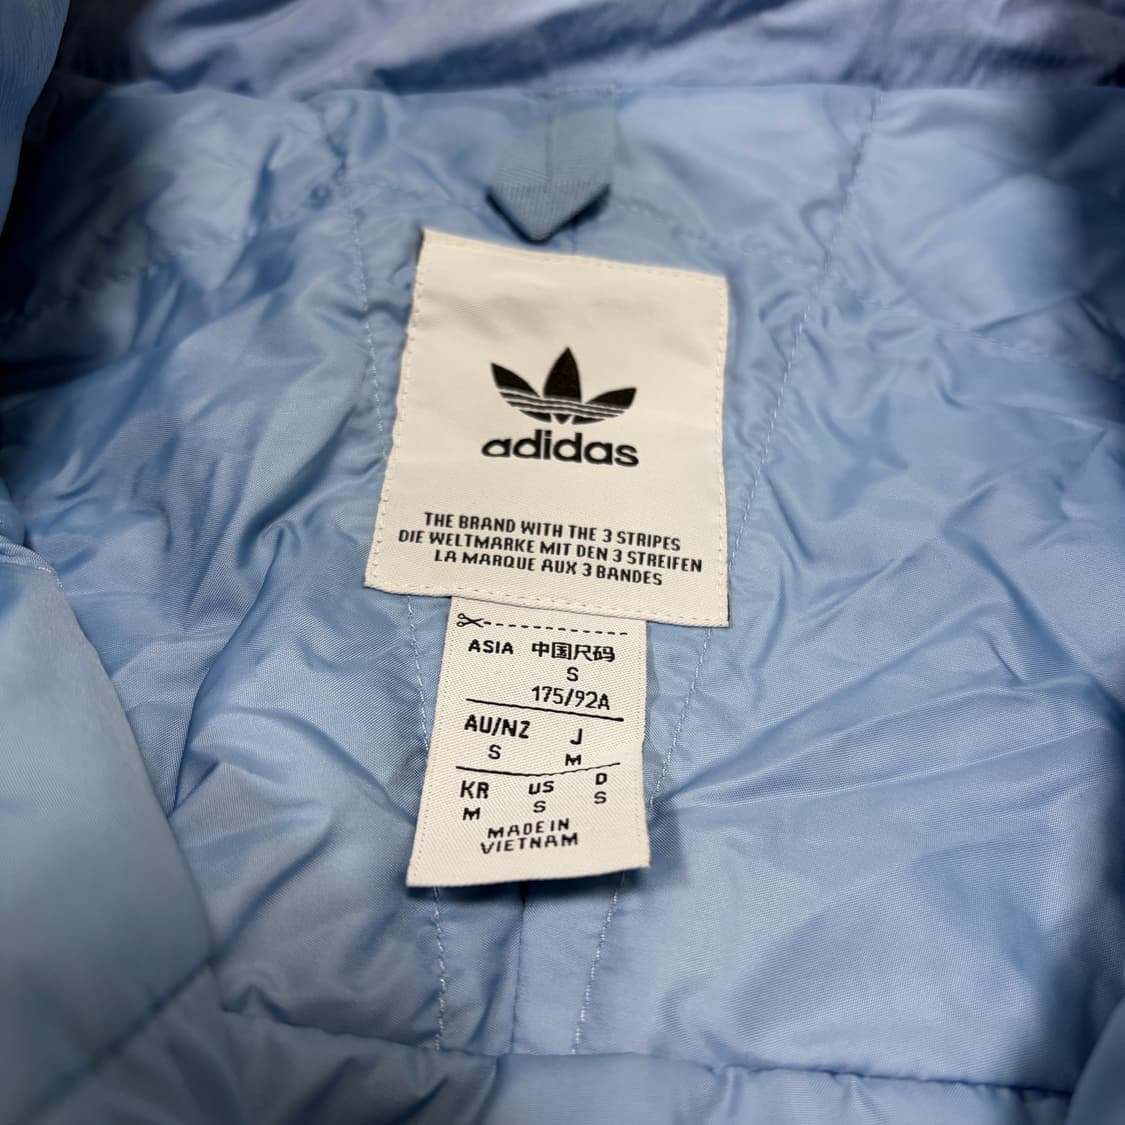 adidas
THE BRAND WITH THE 3 STRIPES
DIE WELTMARKE MIT DEN 3 STREIFEN
LA MARQUE AUX 3 BANDES
ASIA 中国尺码
S
175/92A
AU/NZ J
S M
KR US D
M S S
MADE IN
VIETNAM